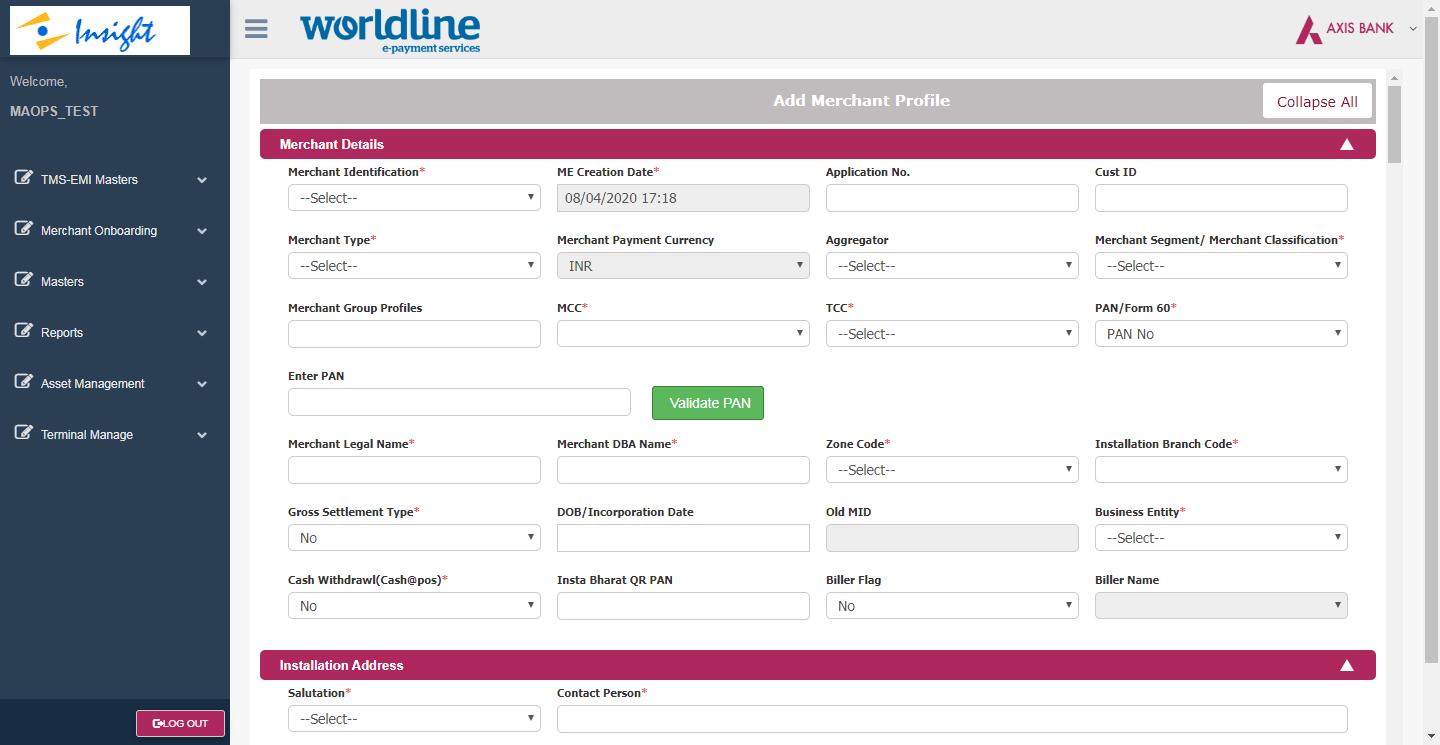 Insight
worldline
e-payment services
AXIS BANK
Welcome,
MAOPS_TEST
TMS-EMI Masters
Merchant Onboarding
Masters
Reports
Asset Management
Terminal Manage
LOG OUT
Add Merchant Profile
Collapse All
Merchant Details
Merchant Identification* ME Creation Date* Application No. Cust ID
--Select-- 08/04/2020 17:18
Merchant Type* Merchant Payment Currency Aggregator Merchant Segment/ Merchant Classification*
--Select-- INR --Select-- --Select--
Merchant Group Profiles MCC* TCC* PAN/Form 60*
--Select-- PAN No
Enter PAN
Validate PAN
Merchant Legal Name* Merchant DBA Name* Zone Code* Installation Branch Code*
--Select--
Gross Settlement Type* DOB/Incorporation Date Old MID Business Entity*
No --Select--
Cash Withdrawl(Cash@pos)* Insta Bharat QR PAN Biller Flag Biller Name
No No
Installation Address
Salutation* Contact Person*
--Select--